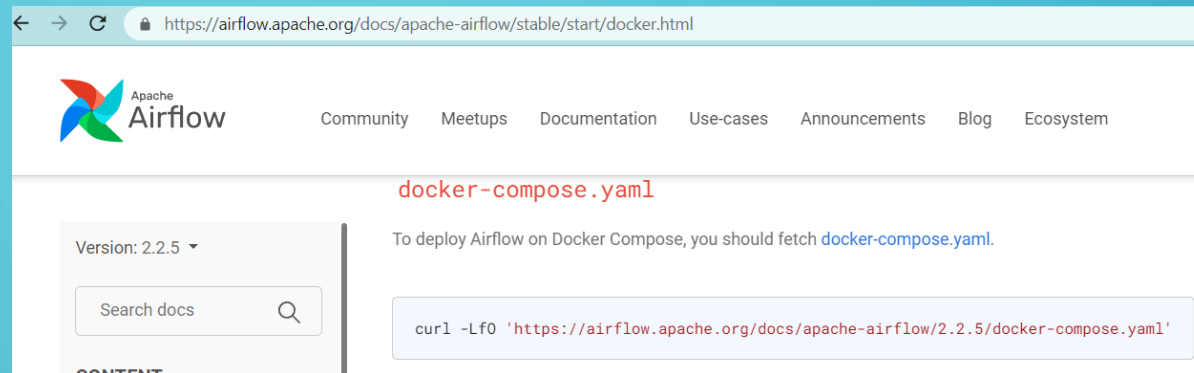 https://airflow.apache.org/docs/apache-airflow/stable/start/docker.html
Apache
Airflow
Community Meetups Documentation Use-cases Announcements Blog Ecosystem
docker-compose.yaml
Version: 2.2.5
To deploy Airflow on Docker Compose, you should fetch docker-compose.yaml.
Search docs
curl -LfO 'https://airflow.apache.org/docs/apache-airflow/2.2.5/docker-compose.yaml'
CONTENT